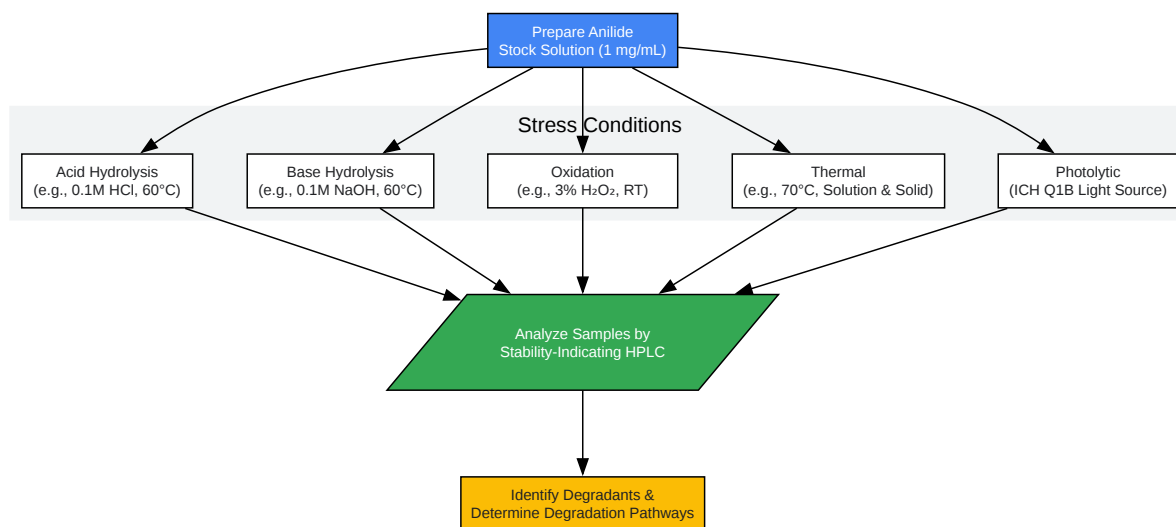 Prepare Anilide
Stock Solution (1 mg/mL)
Stress Conditions
Acid Hydrolysis
(e.g., 0.1M HCl, 60°C)
Base Hydrolysis
(e.g., 0.1M NaOH, 60°C)
Oxidation
(e.g., 3% H₂O₂, RT)
Thermal
(e.g., 70°C, Solution & Solid)
Photolytic
(ICH Q1B Light Source)
Analyze Samples by
Stability-Indicating HPLC
Identify Degradants &
Determine Degradation Pathways